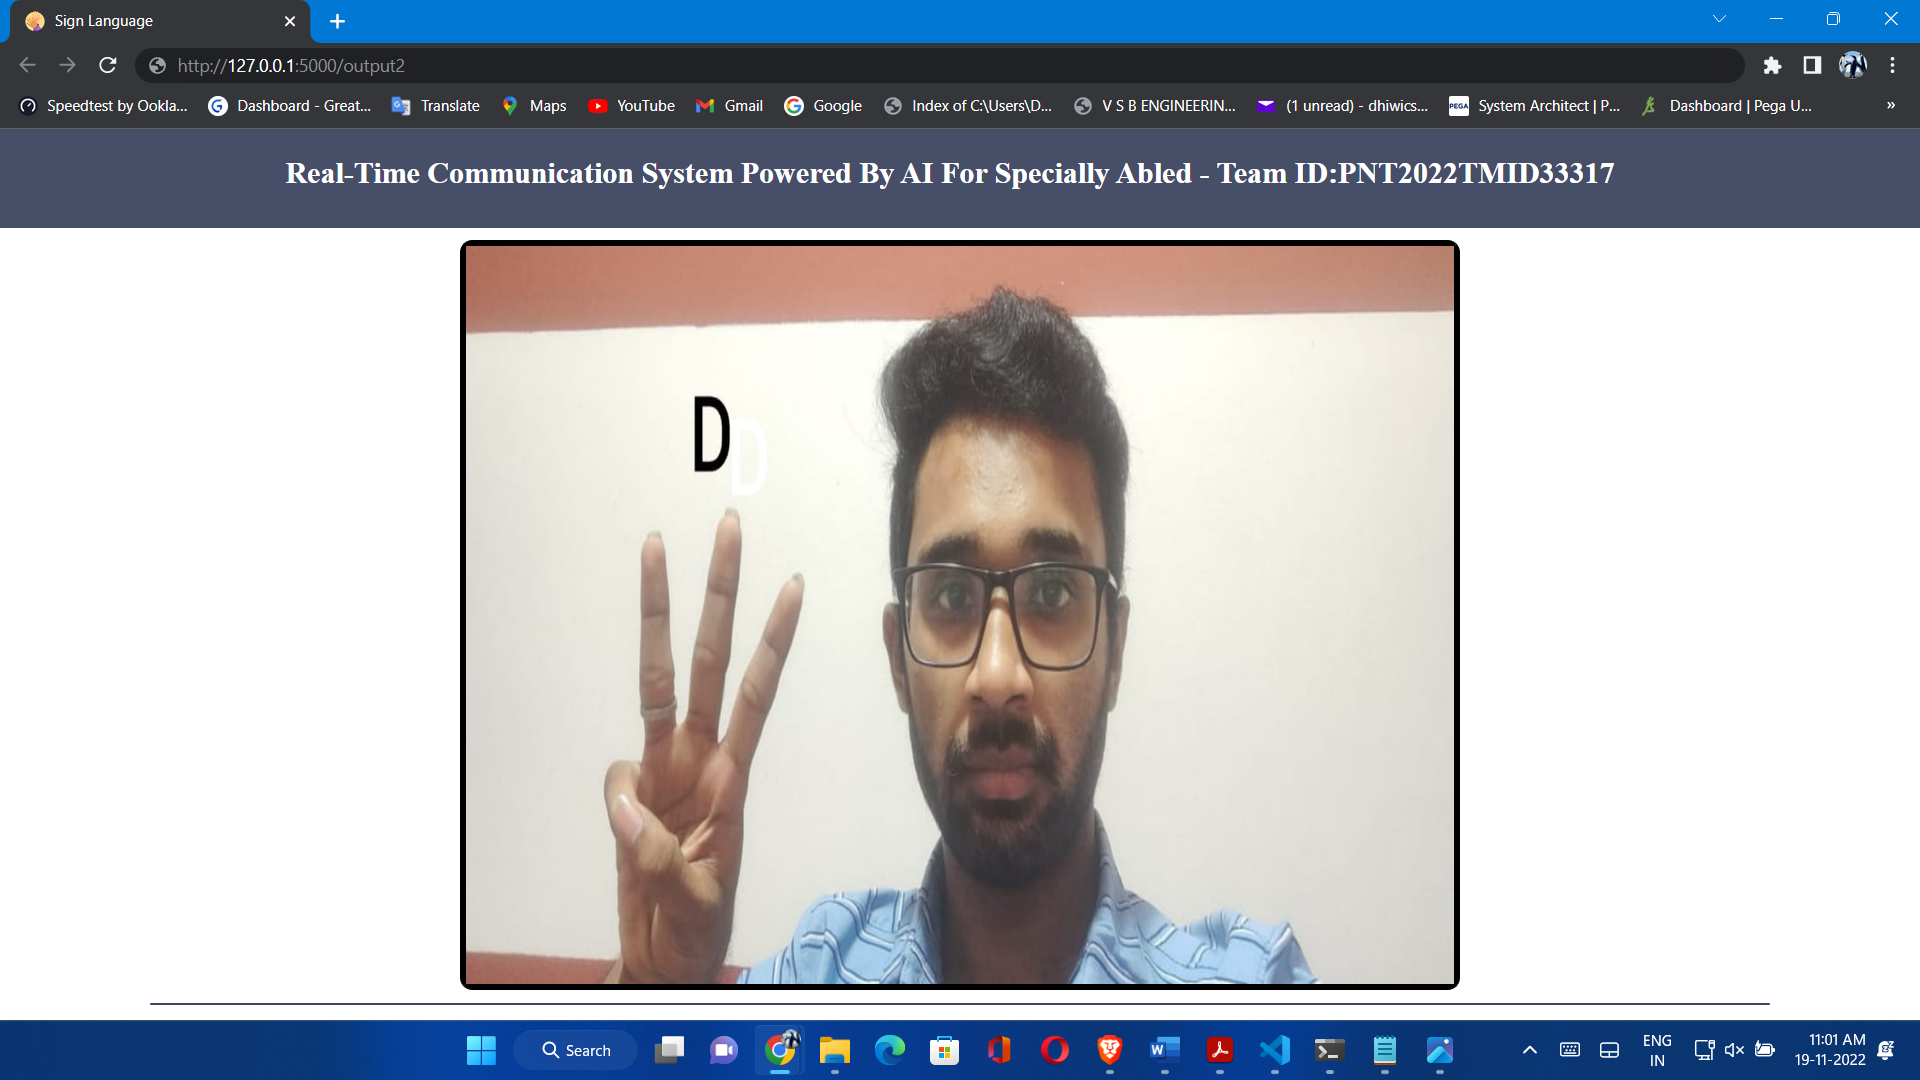 Sign Language
http://127.0.0.1:5000/output2
Speedtest by Ookla...
Dashboard - Great...
Translate
Maps
YouTube
Gmail
Google
Index of C:\Users\D...
V S B ENGINEERIN...
(1 unread) - dhiwics...
PEGA
System Architect | P...
Dashboard | Pega U...
»
Real-Time Communication System Powered By AI For Specially Abled - Team ID:PNT2022TMID33317
D
D
Search
ENG
IN
11:01 AM
19-11-2022